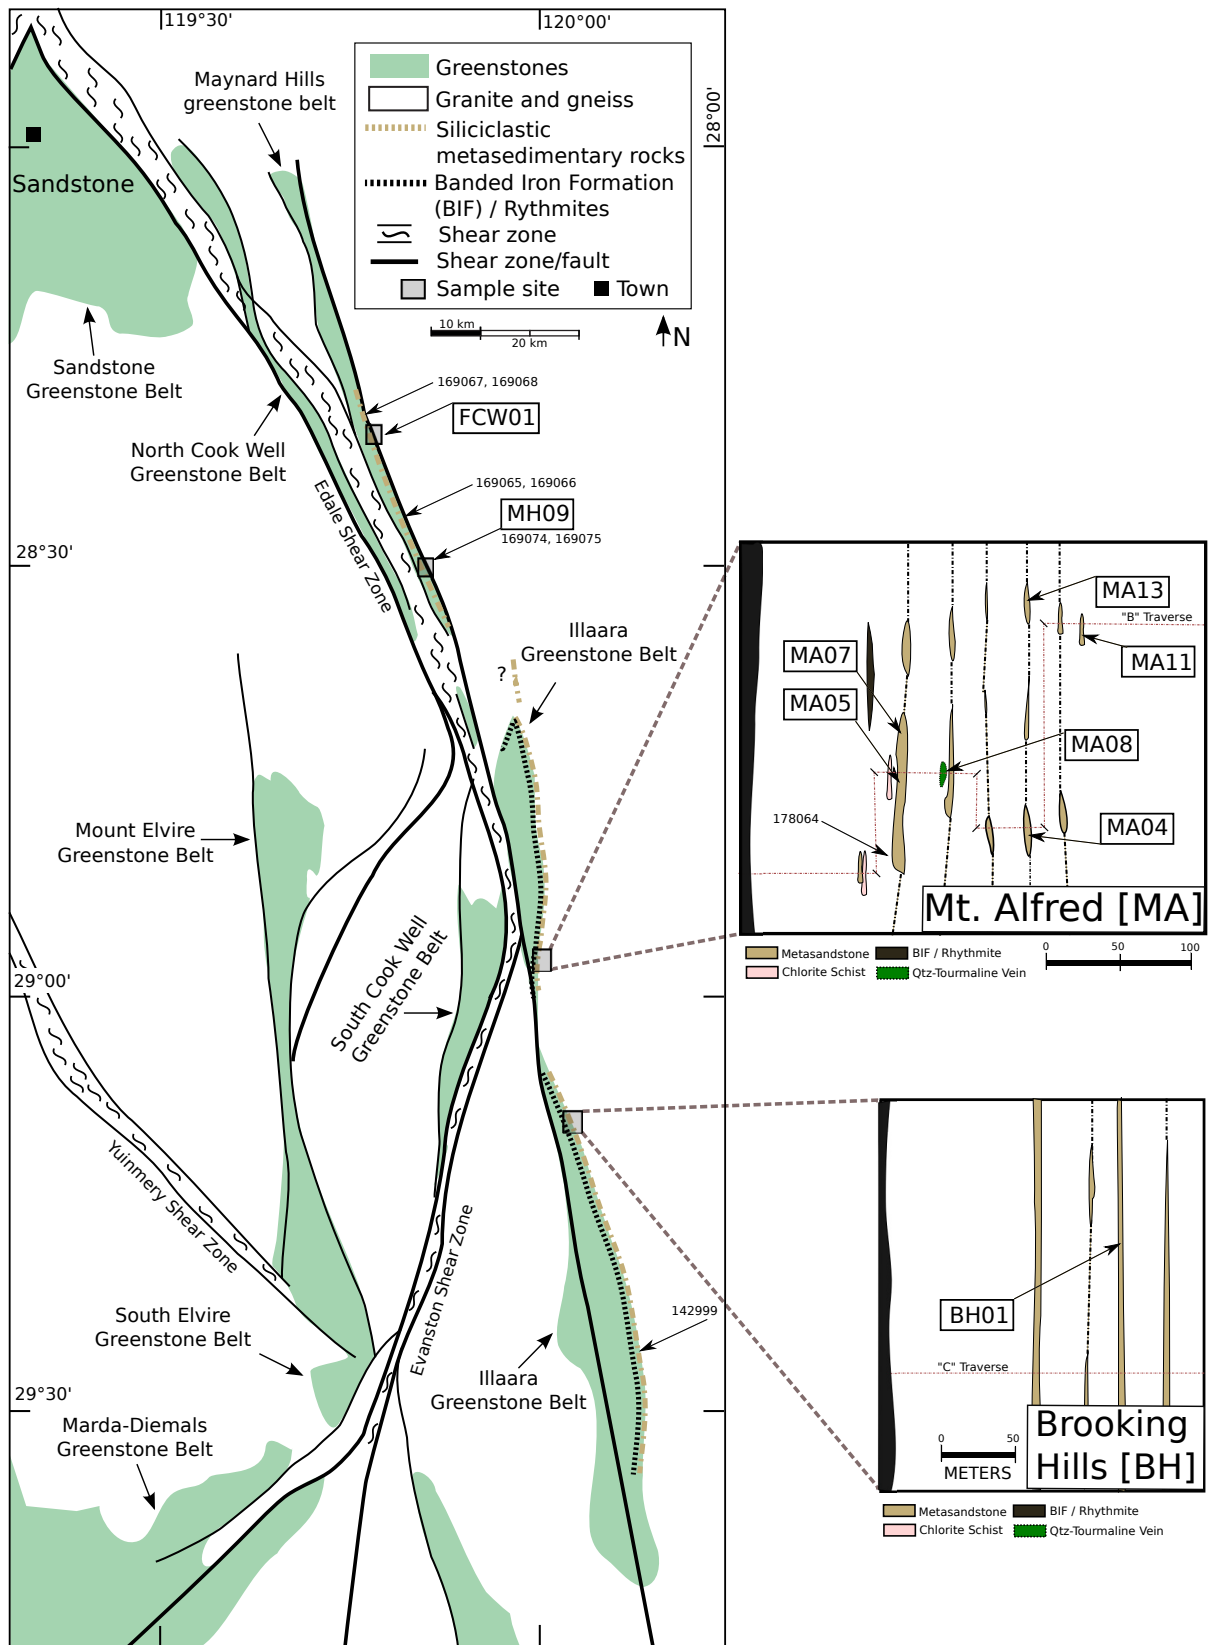 119°30'
120°00'
28°00'
Greenstones
Granite and gneiss
Siliciclastic
metasedimentary rocks
Banded Iron Formation
(BIF) / Rythmites
Shear zone
Shear zone/fault
Sample site
Town
10 km
20 km
N
Maynard Hills
greenstone belt
Sandstone
Sandstone
Greenstone Belt
169067, 169068
FCW01
North Cook Well
Greenstone Belt
Edale Shear Zone
169065, 169066
MH09
169074, 169075
28°30'
Illaara
Greenstone Belt
?
Mount Elvire
Greenstone Belt
South Cook Well
Greenstone Belt
29°00'
Yuinmery Shear Zone
Evanston Shear Zone
142999
South Elvire
Greenstone Belt
Illaara
Greenstone Belt
29°30'
Marda-Diemals
Greenstone Belt
MA13
"B" Traverse
MA11
MA07
MA05
MA08
178064
MA04
Mt. Alfred [MA]
Metasandstone
BIF / Rhythmite
Chlorite Schist
Qtz-Tourmaline Vein
0
50
100
BH01
"C" Traverse
0
50
METERS
Brooking
Hills [BH]
Metasandstone
BIF / Rhythmite
Chlorite Schist
Qtz-Tourmaline Vein